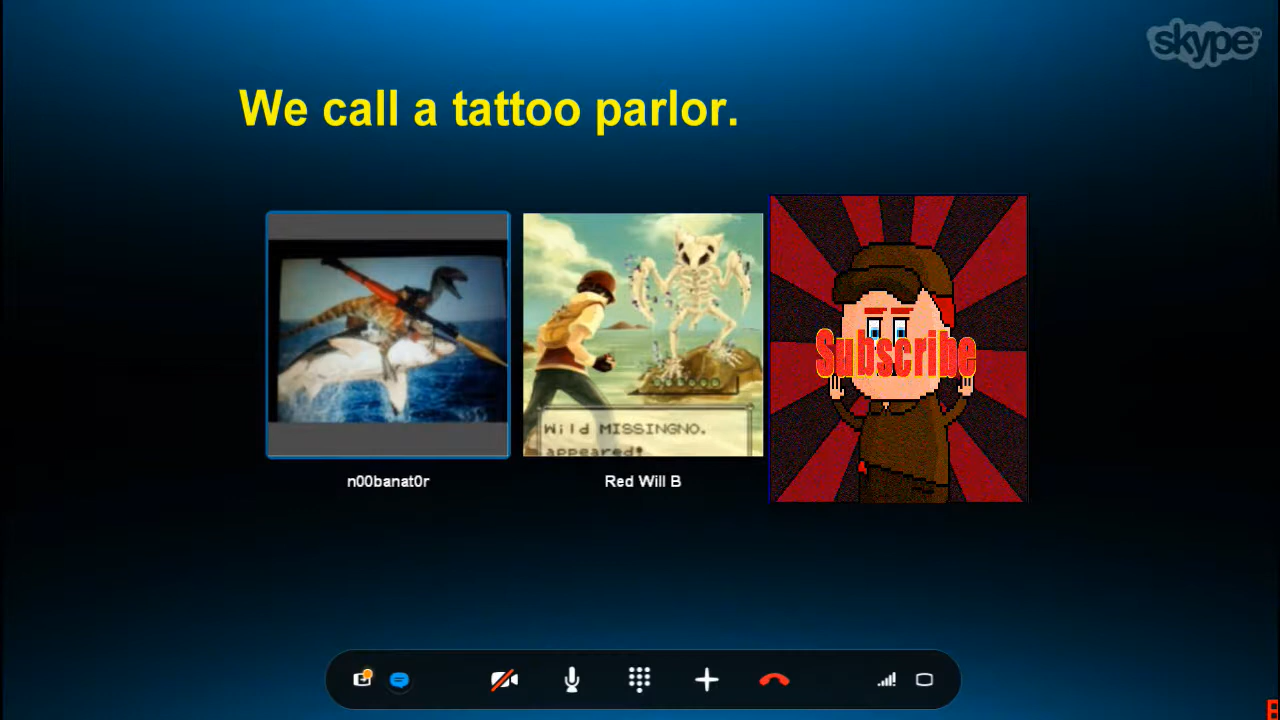 skype
We call a tattoo parlor.
Subscribe
Wild MISSINGNO.
appeared!
n00banat0r
Red Will B